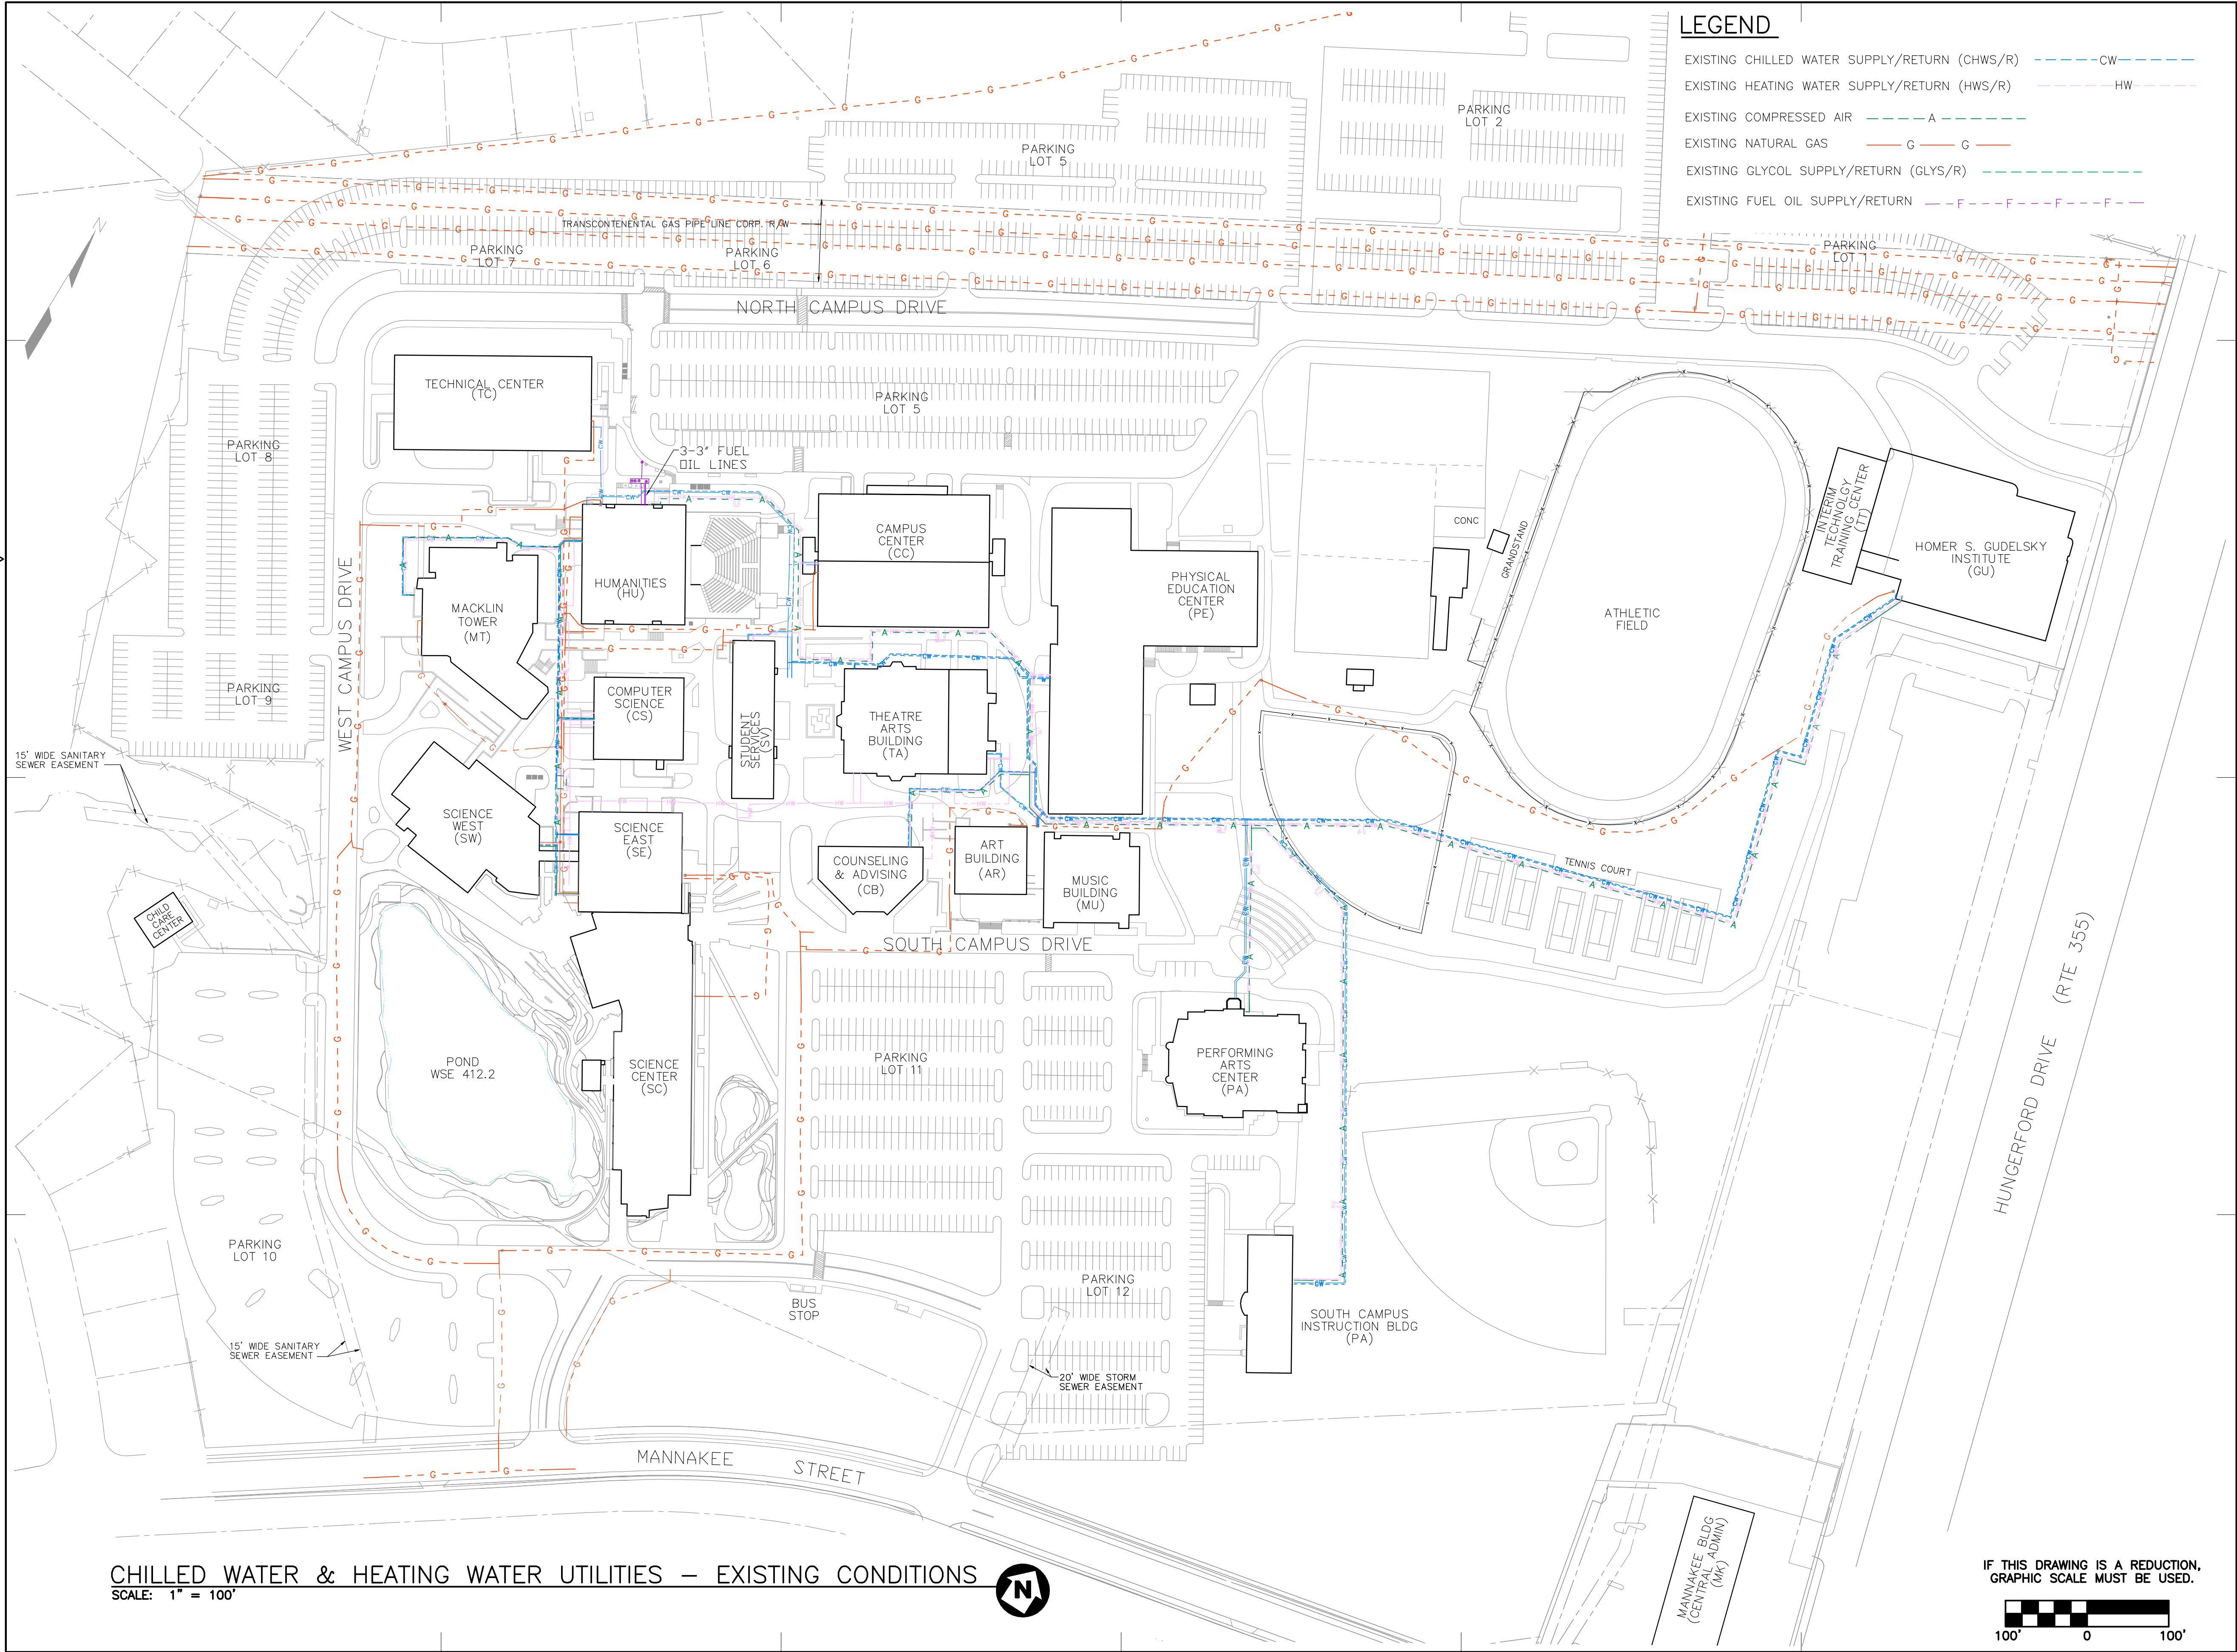 LEGEND
EXISTING CHILLED WATER SUPPLY/RETURN (CHWS/R) CW
EXISTING HEATING WATER SUPPLY/RETURN (HWS/R) HW
EXISTING COMPRESSED AIR A
EXISTING NATURAL GAS G G
EXISTING GLYCOL SUPPLY/RETURN (GLYS/R)
EXISTING FUEL OIL SUPPLY/RETURN F F F F
PARKING
LOT 2
PARKING
LOT 5
TRANSCONTENENTAL GAS PIPE LINE CORP. R/W
PARKING
LOT 7
PARKING
LOT 6
PARKING
LOT 1
NORTH CAMPUS DRIVE
TECHNICAL CENTER
(TC)
PARKING
LOT 5
PARKING
LOT 8
3-3" FUEL
OIL LINES
CAMPUS
CENTER
(CC)
CONC
GRANDSTAND
INTERIM
TECHNOLGY
TRAINING CENTER
(TT)
HOMER S. GUDELSKY
INSTITUTE
(GU)
HUMANITIES
(HU)
PHYSICAL
EDUCATION
CENTER
(PE)
MACKLIN
TOWER
(MT)
ATHLETIC
FIELD
WEST CAMPUS DRIVE
PARKING
LOT 9
COMPUTER
SCIENCE
(CS)
STUDENT
SERVICES
(SV)
THEATRE
ARTS
BUILDING
(TA)
15' WIDE SANITARY
SEWER EASEMENT
SCIENCE
WEST
(SW)
SCIENCE
EAST
(SE)
COUNSELING
& ADVISING
(CB)
ART
BUILDING
(AR)
MUSIC
BUILDING
(MU)
TENNIS COURT
CHILD
CARE
CENTER
SOUTH CAMPUS DRIVE
HUNGERFORD DRIVE (RTE 355)
POND
WSE 412.2
SCIENCE
CENTER
(SC)
PARKING
LOT 11
PERFORMING
ARTS
CENTER
(PA)
PARKING
LOT 10
PARKING
LOT 12
BUS
STOP
SOUTH CAMPUS
INSTRUCTION BLDG
(PA)
15' WIDE SANITARY
SEWER EASEMENT
20' WIDE STORM
SEWER EASEMENT
MANNAKEE STREET
MANNAKEE BLDG
(CENTRAL ADMIN)
(MK)
CHILLED WATER & HEATING WATER UTILITIES – EXISTING CONDITIONS
SCALE: 1" = 100'
N
IF THIS DRAWING IS A REDUCTION,
GRAPHIC SCALE MUST BE USED.
100' 0 100'